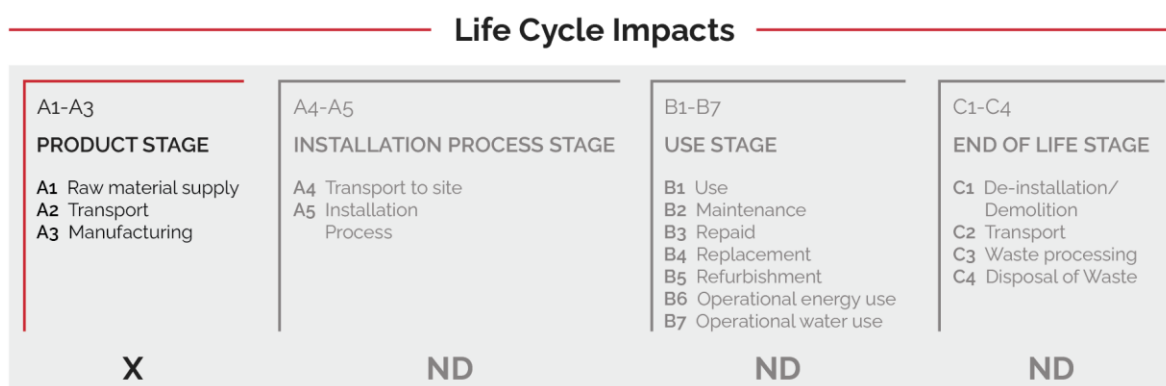 Life Cycle Impacts
A1-A3
PRODUCT STAGE
A1 Raw material supply
A2 Transport
A3 Manufacturing
X
A4-A5
INSTALLATION PROCESS STAGE
A4 Transport to site
A5 Installation
Process
ND
B1-B7
USE STAGE
B1 Use
B2 Maintenance
B3 Repaid
B4 Replacement
B5 Refurbishment
B6 Operational energy use
B7 Operational water use
ND
C1-C4
END OF LIFE STAGE
C1 De-installation/
Demolition
C2 Transport
C3 Waste processing
C4 Disposal of Waste
ND